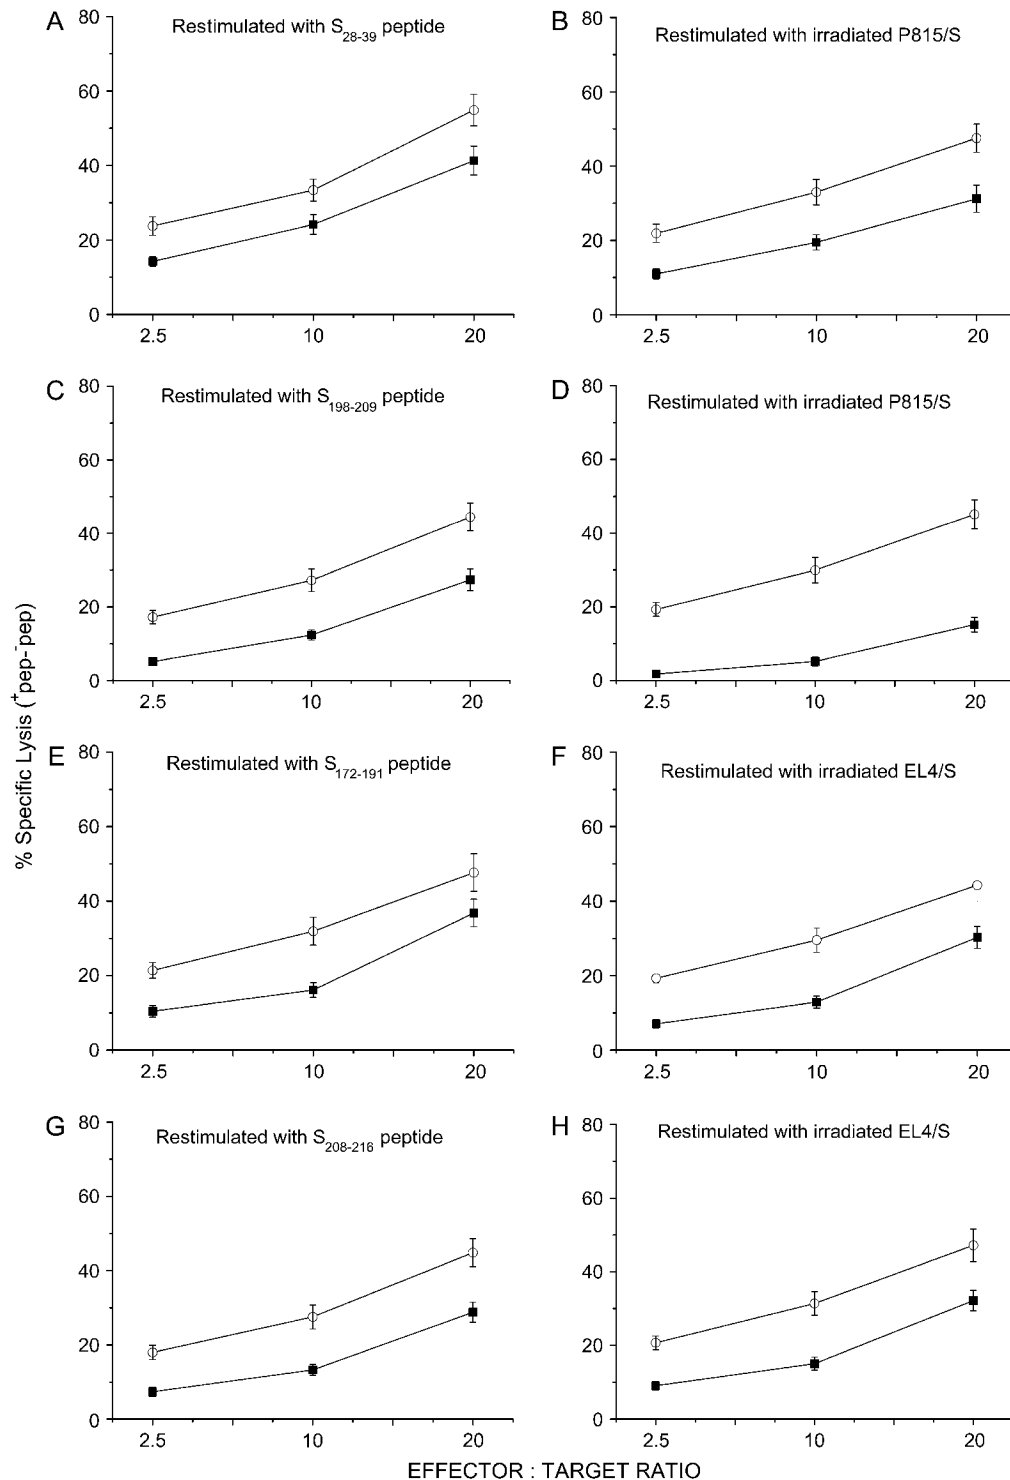 A
Restimulated with S28-39 peptide
80
60
40
20
0
2.5 10 20
B
Restimulated with irradiated P815/S
80
60
40
20
0
2.5 10 20
C
Restimulated with S198-209 peptide
80
60
40
20
0
2.5 10 20
D
Restimulated with irradiated P815/S
80
60
40
20
0
2.5 10 20
% Specific Lysis (+pep--pep)
E
Restimulated with S172-191 peptide
80
60
40
20
0
2.5 10 20
F
Restimulated with irradiated EL4/S
80
60
40
20
0
2.5 10 20
G
Restimulated with S208-216 peptide
80
60
40
20
0
2.5 10 20
H
Restimulated with irradiated EL4/S
80
60
40
20
0
2.5 10 20
EFFECTOR : TARGET RATIO